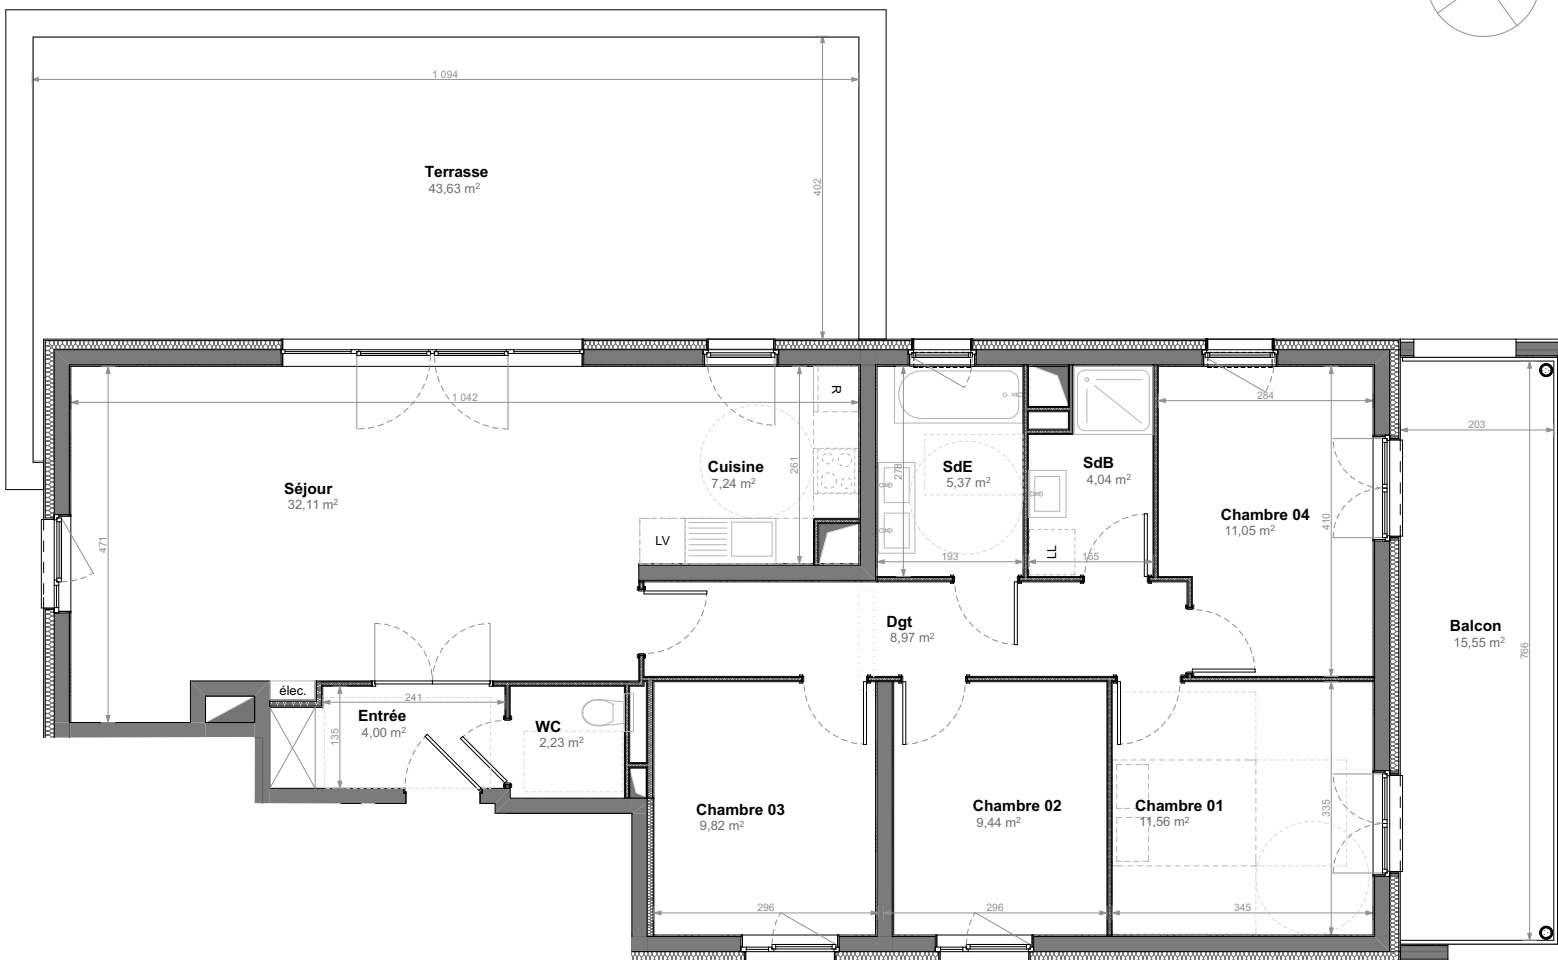 1 094
Terrasse
43,63 m²
402
1 042
R
284
203
Cuisine
7,24 m²
261
278
SdE
5,37 m²
SdB
4,04 m²
Séjour
32,11 m²
Chambre 04
11,05 m²
410
471
LV
LL
193
165
Dgt
8,97 m²
Balcon
15,55 m²
766
élec.
241
Entrée
4,00 m²
135
WC
2,23 m²
Chambre 03
9,82 m²
Chambre 02
9,44 m²
Chambre 01
11,56 m²
335
296
296
345